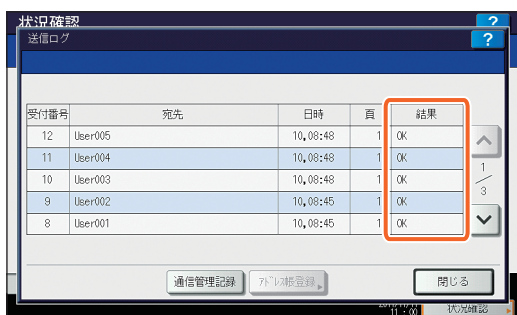 状況確認
?
送信ログ
?
受付番号 宛先 日時 頁 結果
12 User005 10,08:48 1 OK
11 User004 10,08:48 1 OK
10 User003 10,08:48 1 OK
9 User002 10,08:45 1 OK
8 User001 10,08:45 1 OK
1/3
通信管理記録 ｱﾄﾞﾚｽ帳登録 閉じる
11:00 状況確認